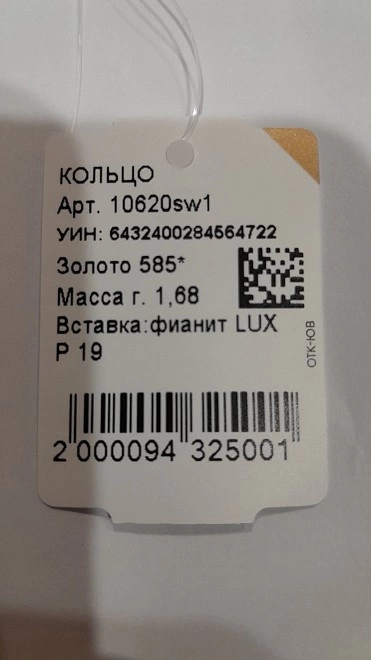 КОЛЬЦО
Арт. 10620sw1
УИН: 6432400284564722
Золото 585*
Масса г. 1,68
Вставка:фианит LUX
Р 19
ОТК-ЮВ
2 000094 325001